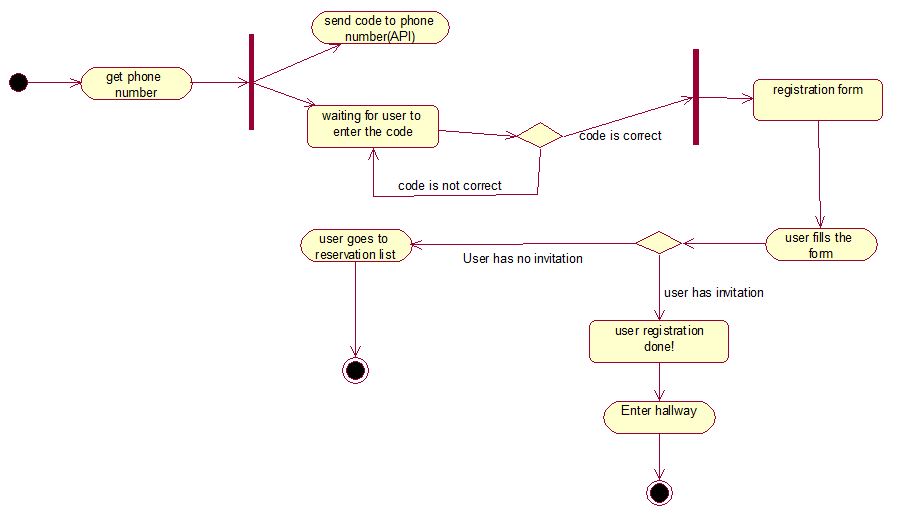 send code to phone
number(API)
get phone
number
waiting for user to
enter the code
code is correct
registration form
code is not correct
user goes to
reservation list
User has no invitation
user fills the
form
user has invitation
user registration
done!
Enter hallway